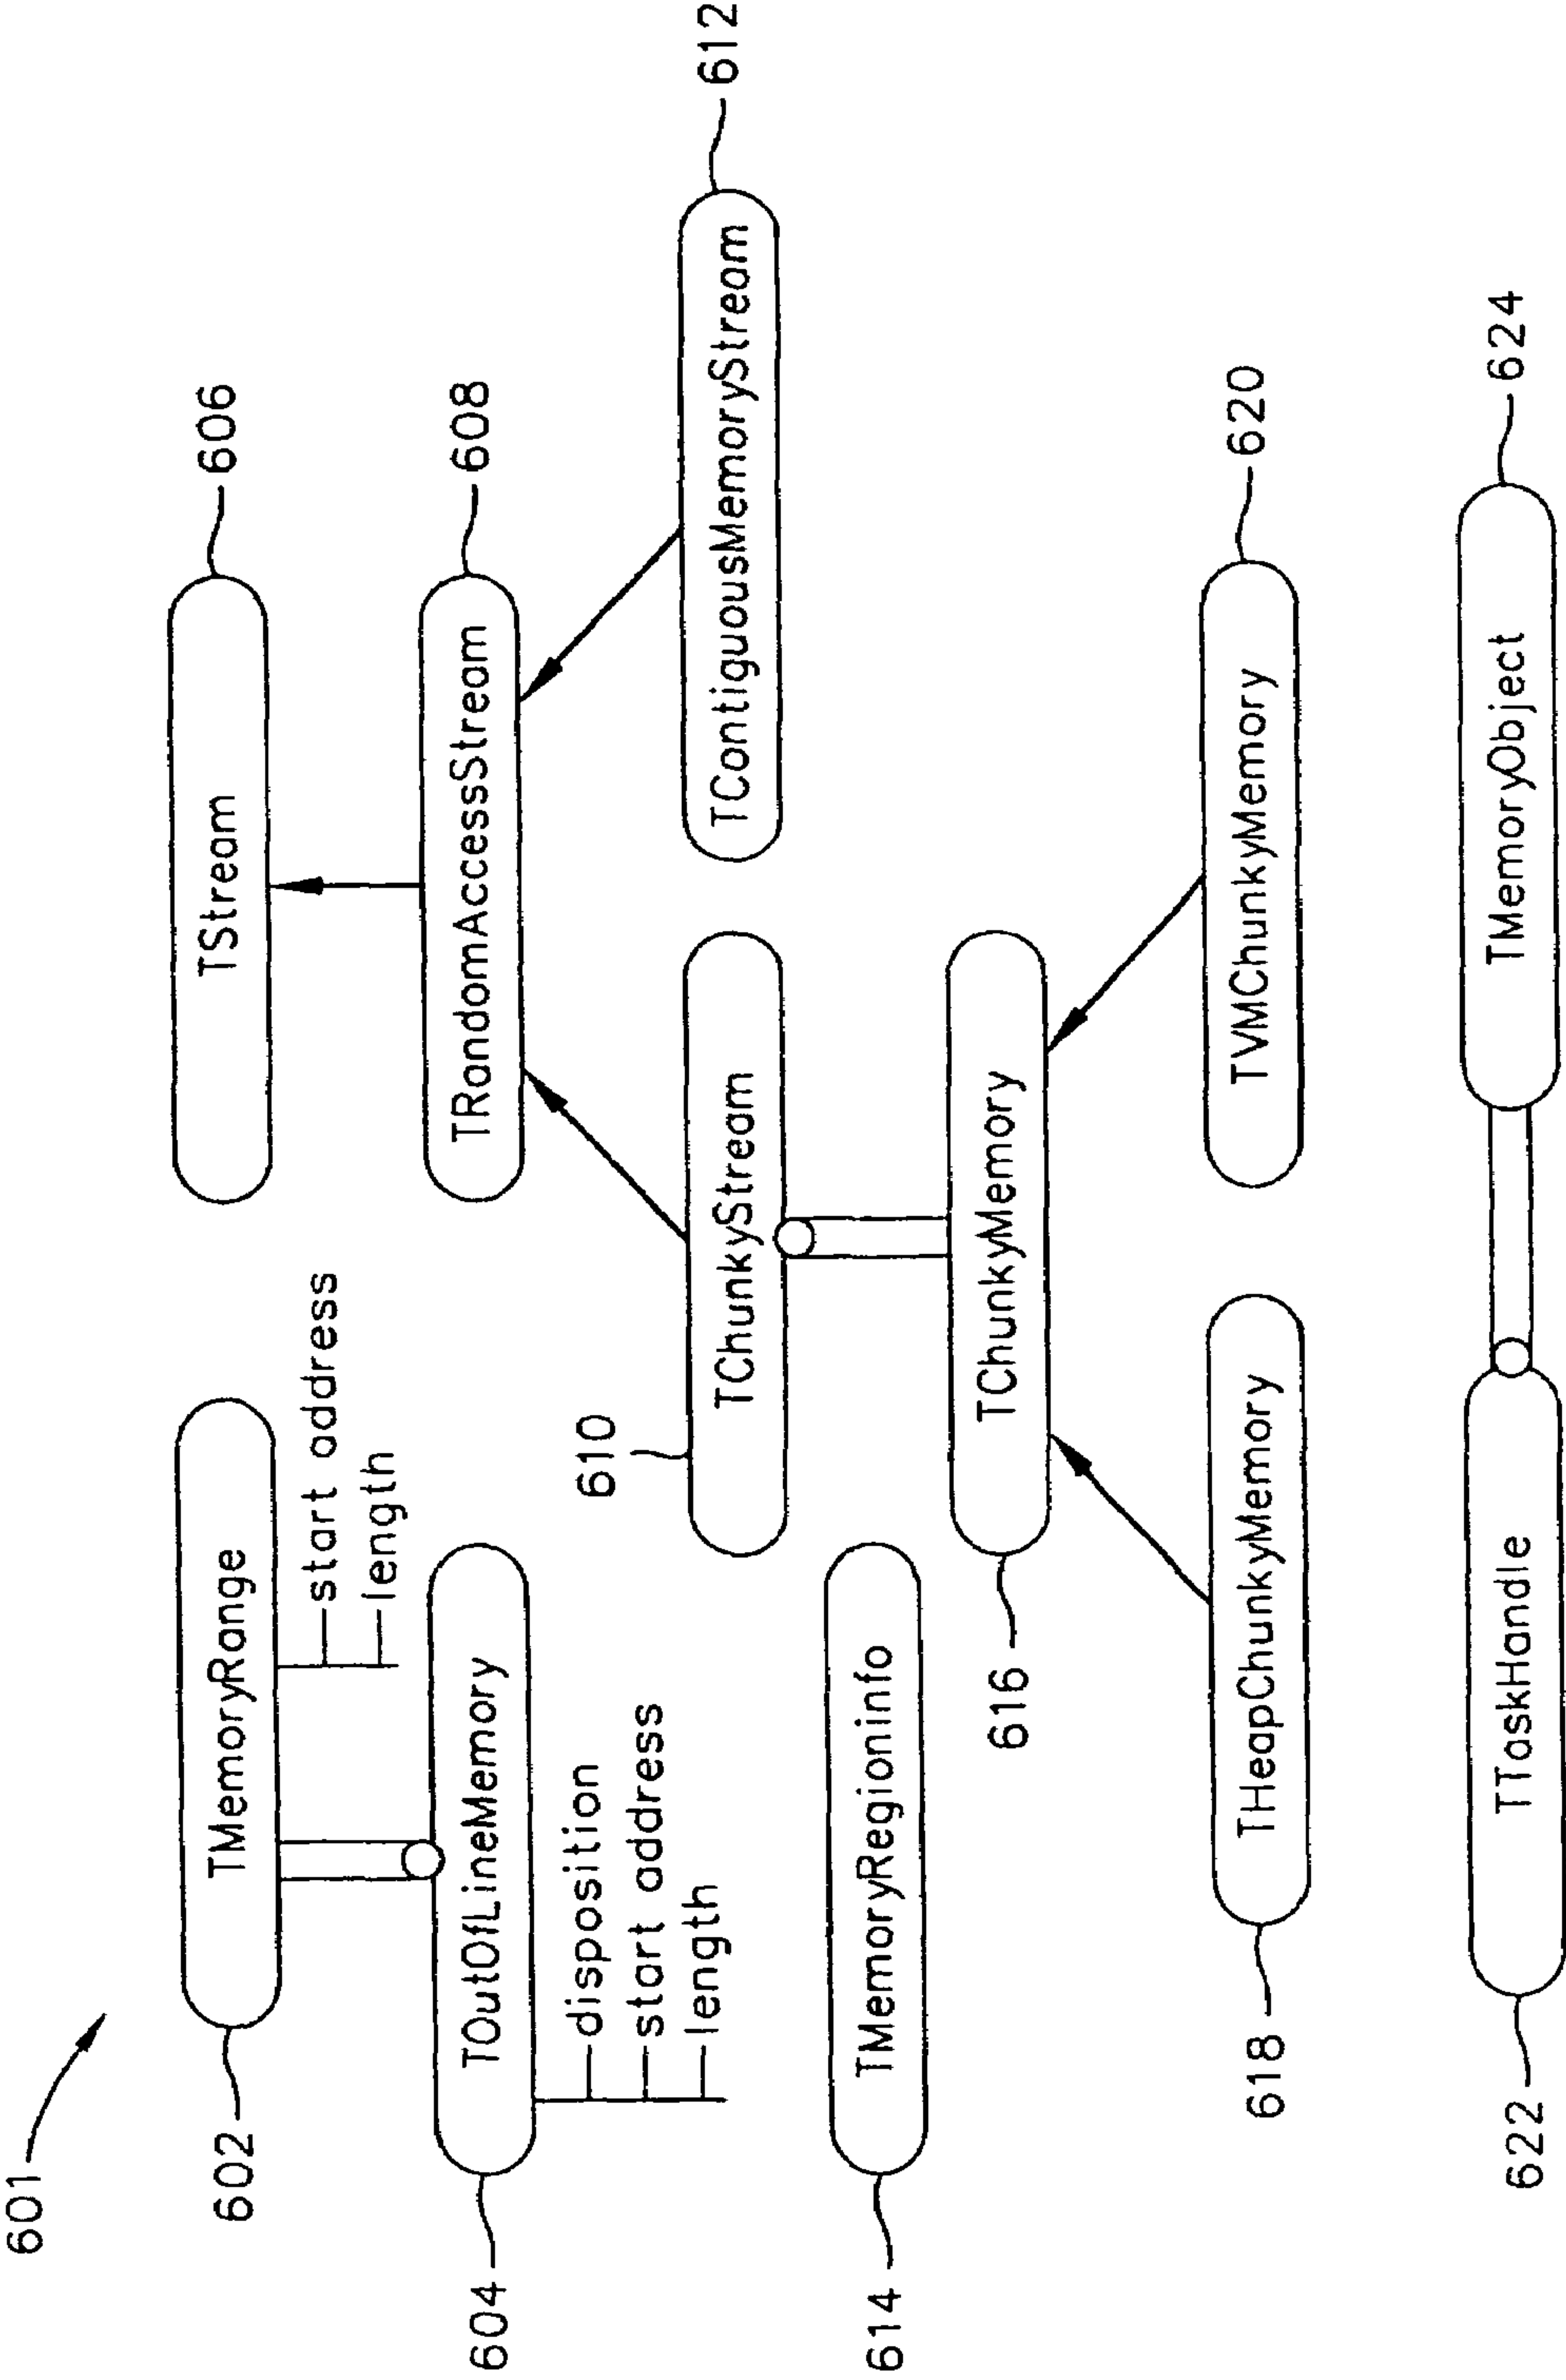 601
602
TMemoryRange
start address
length
TStream
606
604
TOutOfLineMemory
disposition
start address
length
TRandomAccessStream
608
610
TChunkyStream
TContiguousMemoryStream
612
614
TMemoryRegioninfo
616
TChunkyMemory
618
THeapChunkyMemory
TVMChunkyMemory
620
622
TTaskHandle
TMemoryObject
624